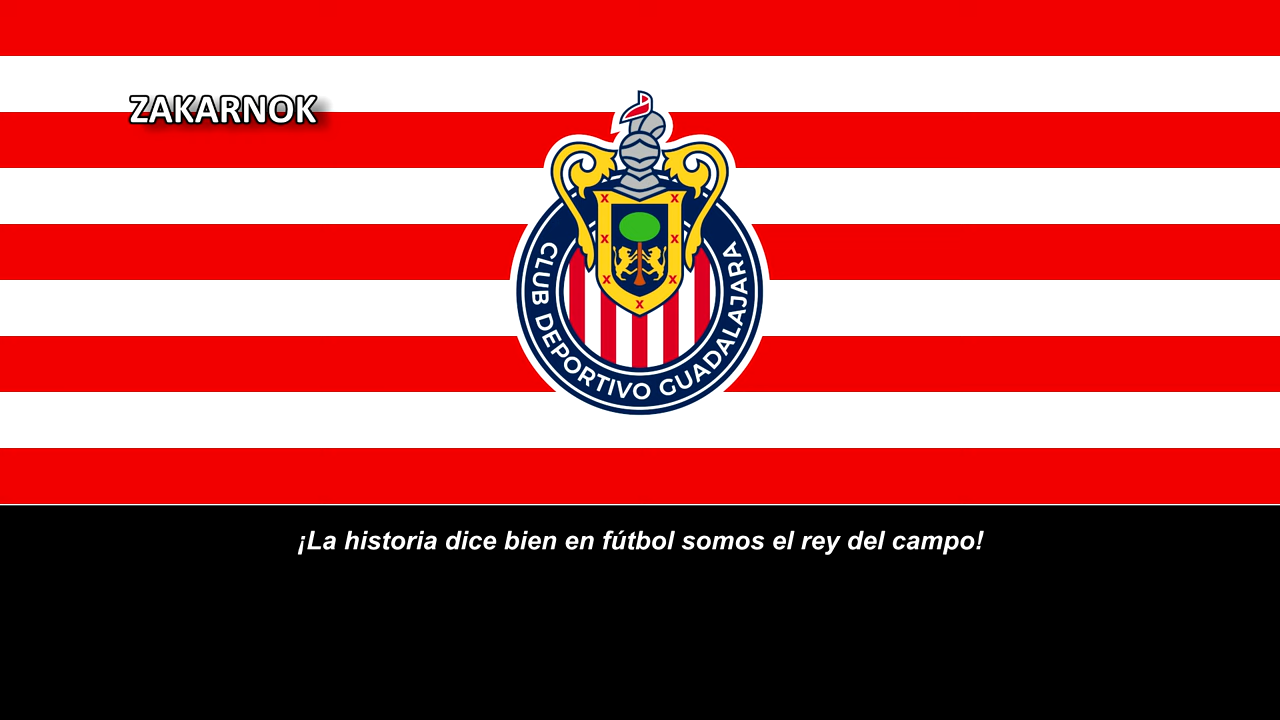 ZAKARNOK
CLUB DEPORTIVO GUADALAJARA
x x
x x
x x
x
¡La historia dice bien en fútbol somos el rey del campo!